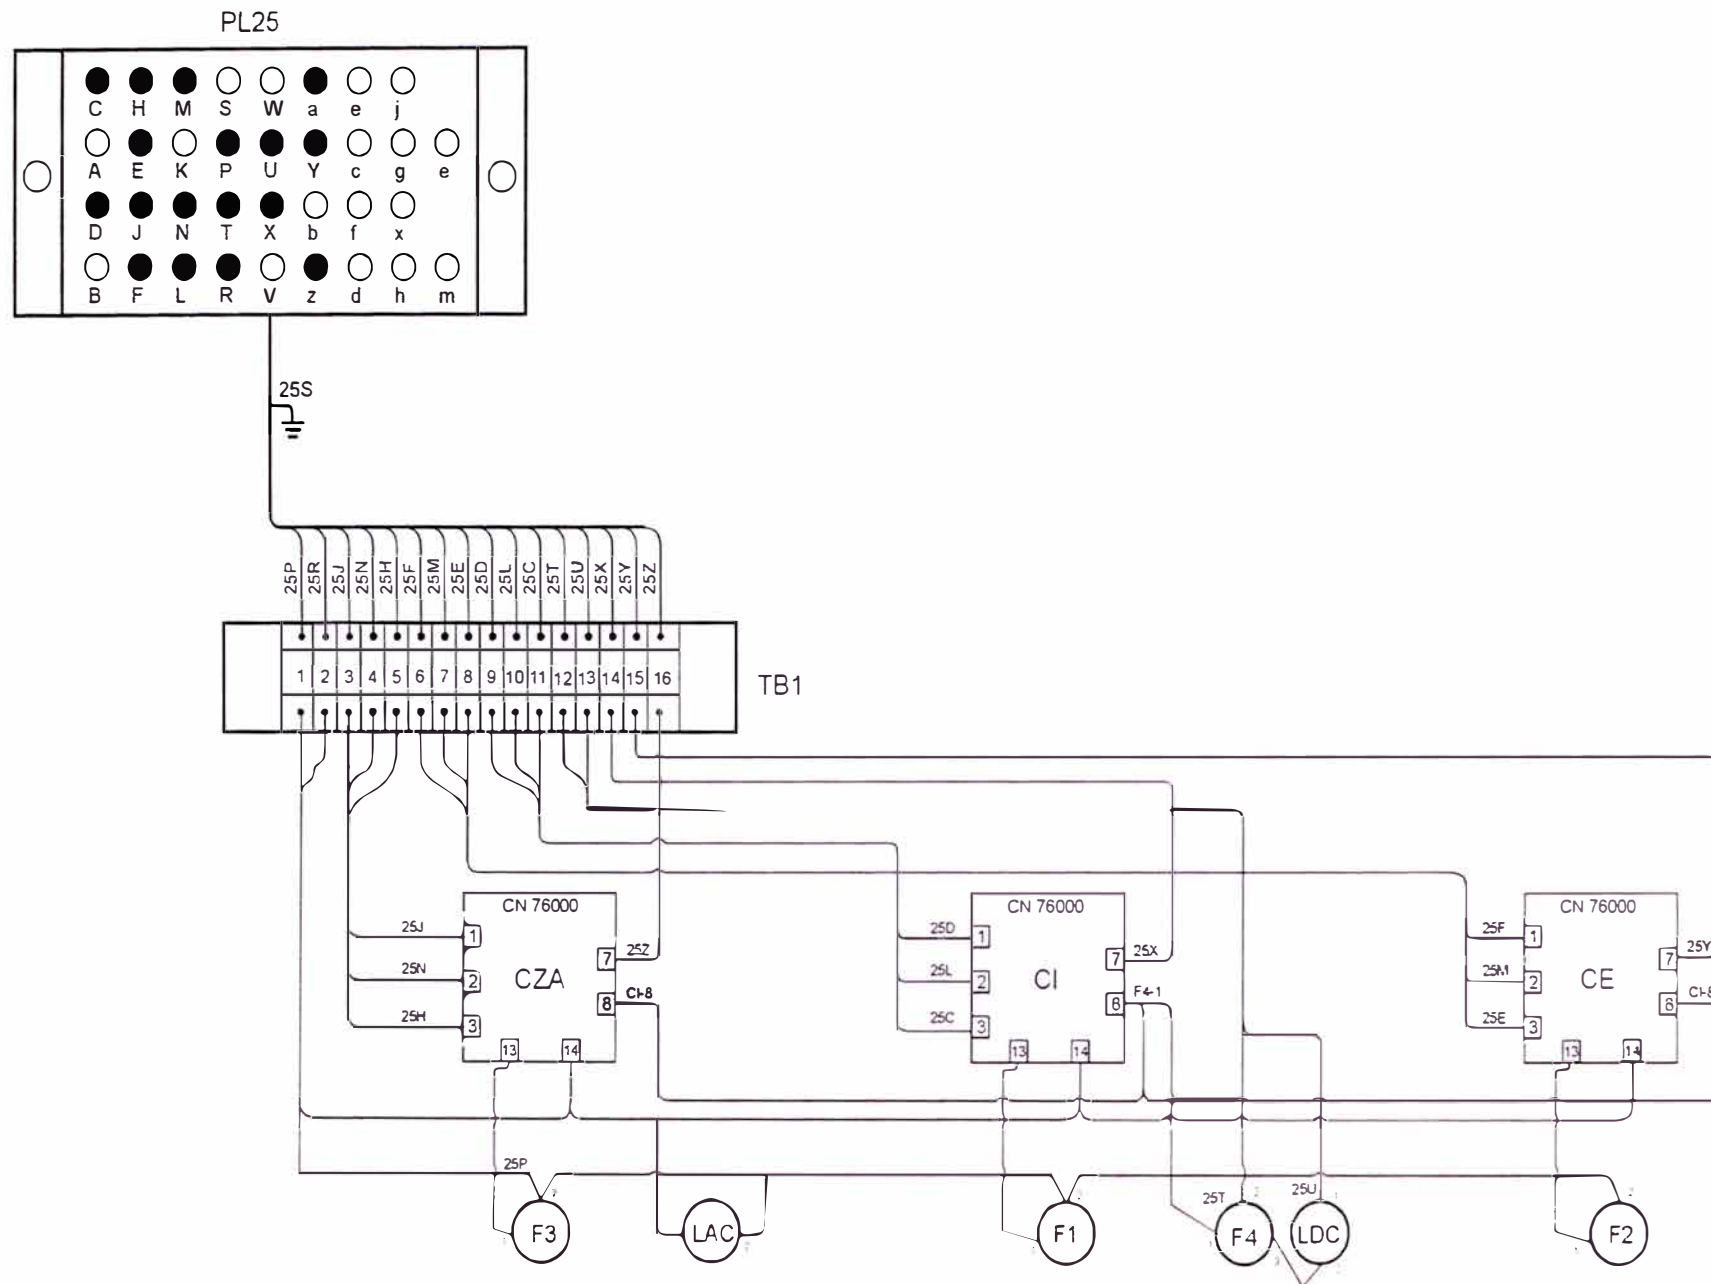 PL25
C H M S W a e j
A E K P U Y c g e
D J N T X b f x
B F L R V z d h m
25S
25P 25R 25J 25N 25H 25F 25M 25E 25D 25L 25C 25T 25U 25X 25Y 25Z
1 2 3 4 5 6 7 8 9 10 11 12 13 14 15 16
TB1
CN 76000
25J 1
25N 2
25H 3
CZA
7 25Z
8 CI-8
13 14
CN 76000
25D 1
25L 2
25C 3
CI
7 25X
8 F4-1
13 14
CN 76000
25F 1
25M 2
25E 3
CE
7 25Y
8 CI-8
13 14
25P
25T
25U
F3
LAC
F1
F4
LDC
F2